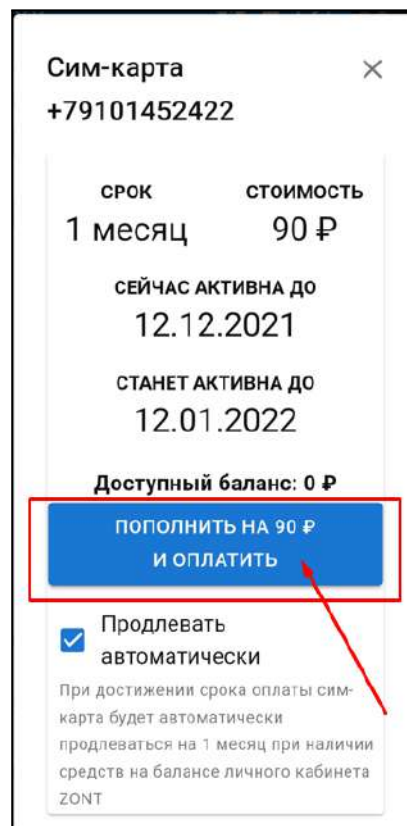 Сим-карта
+79101452422
СРОК СТОИМОСТЬ
1 месяц 90 ₽
СЕЙЧАС АКТИВНА ДО
12.12.2021
СТАНЕТ АКТИВНА ДО
12.01.2022
Доступный баланс: 0 ₽
ПОПОЛНИТЬ НА 90 ₽
И ОПЛАТИТЬ
Продлевать
автоматически
При достижении срока оплаты сим-
карта будет автоматически
продлеваться на 1 месяц при наличии
средств на балансе личного кабинета
ZONT